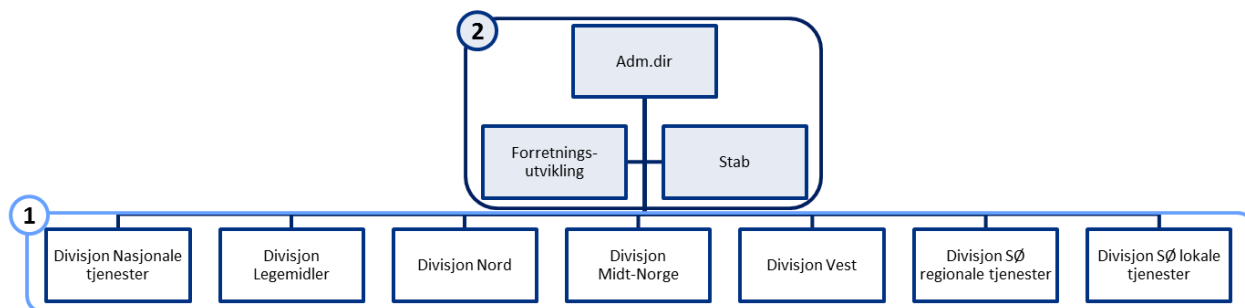 2
Adm.dir
Forretnings-
utvikling
Stab
1
Divisjon Nasjonale
tjenester
Divisjon
Legemidler
Divisjon Nord
Divisjon
Midt-Norge
Divisjon Vest
Divisjon SØ
regionale tjenester
Divisjon SØ lokale
tjenester